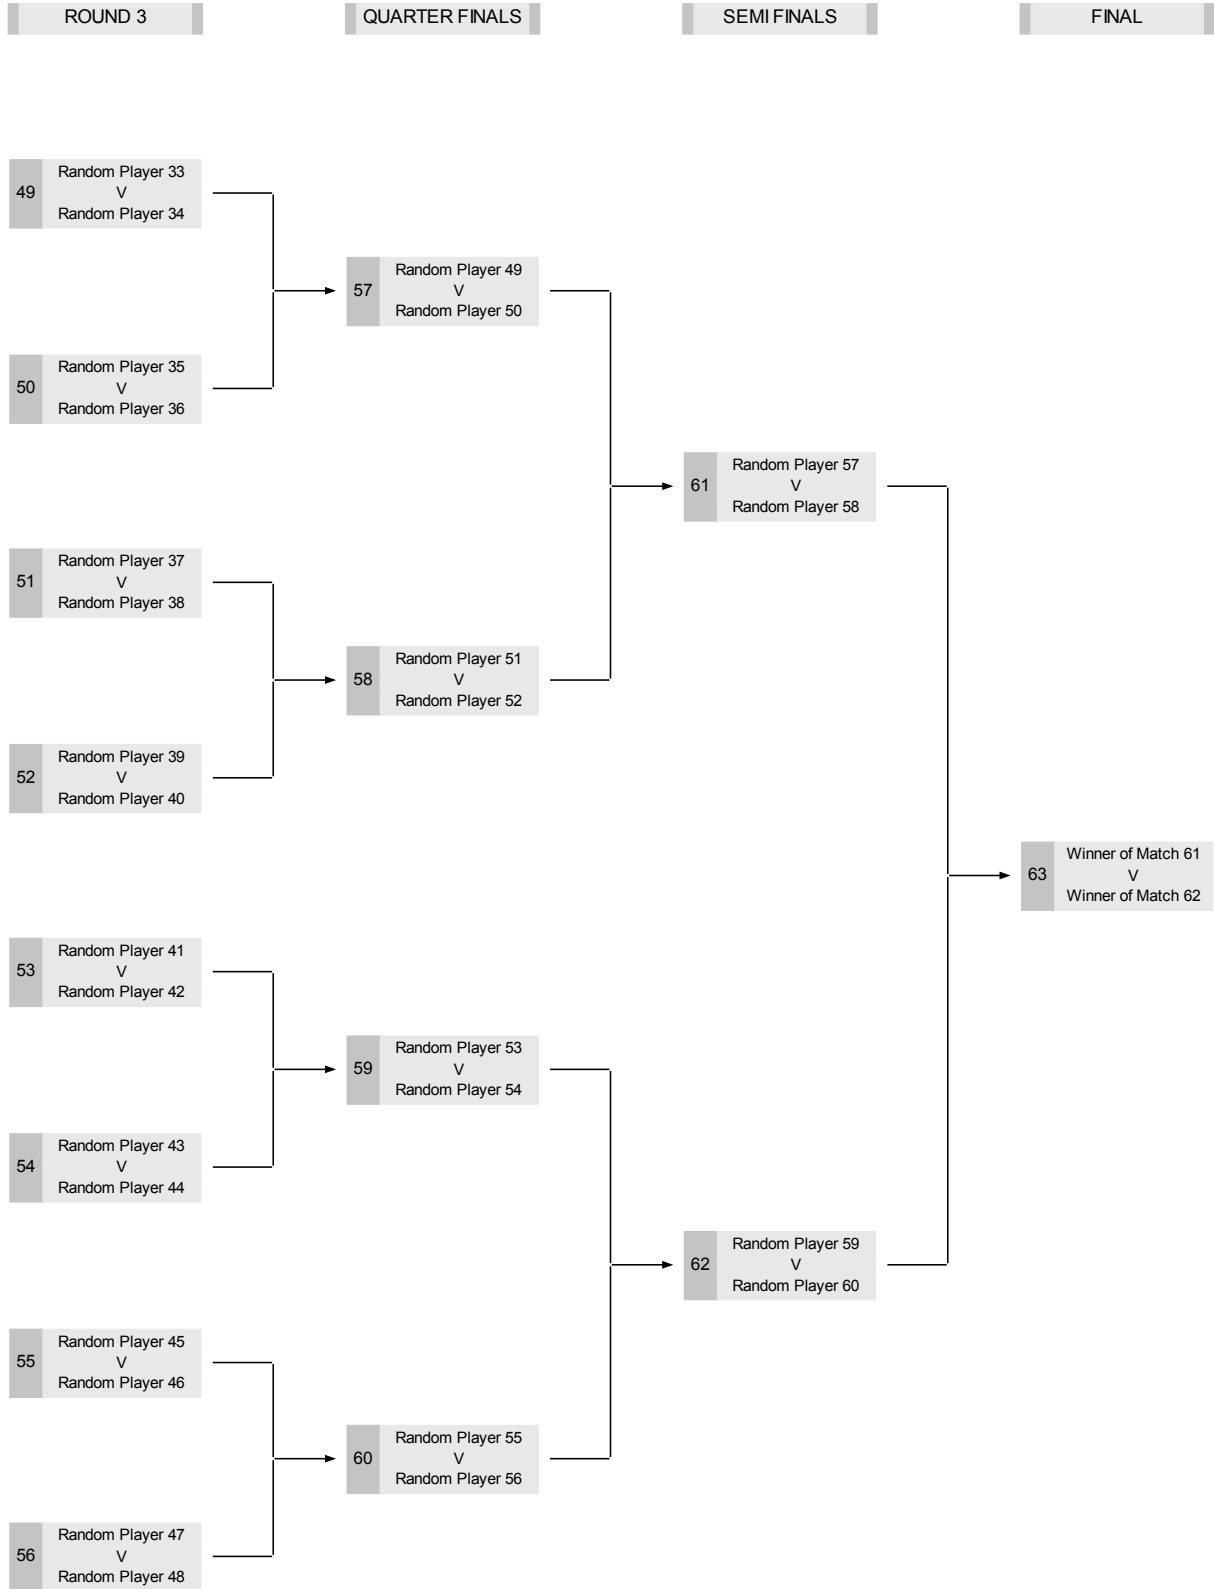 ROUND 3
QUARTER FINALS
SEMI FINALS
FINAL
49
Random Player 33
V
Random Player 34
50
Random Player 35
V
Random Player 36
51
Random Player 37
V
Random Player 38
52
Random Player 39
V
Random Player 40
53
Random Player 41
V
Random Player 42
54
Random Player 43
V
Random Player 44
55
Random Player 45
V
Random Player 46
56
Random Player 47
V
Random Player 48
57
Random Player 49
V
Random Player 50
58
Random Player 51
V
Random Player 52
59
Random Player 53
V
Random Player 54
60
Random Player 55
V
Random Player 56
61
Random Player 57
V
Random Player 58
62
Random Player 59
V
Random Player 60
63
Winner of Match 61
V
Winner of Match 62